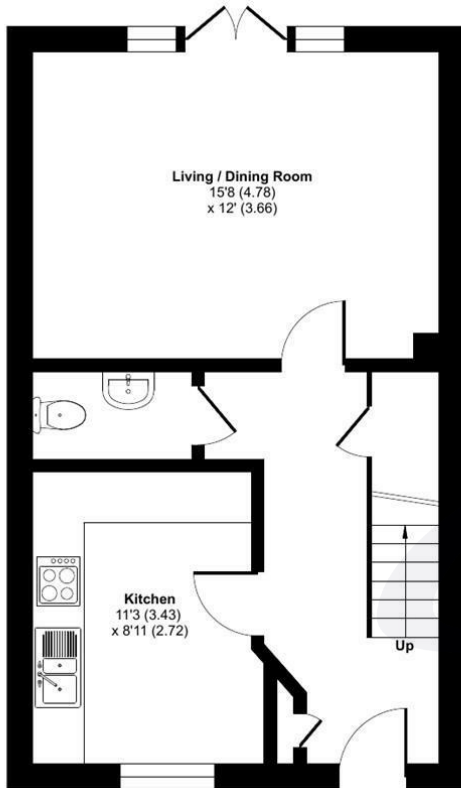 Living / Dining Room
15'8 (4.78)
x 12' (3.66)
Kitchen
11'3 (3.43)
x 8'11 (2.72)
Up